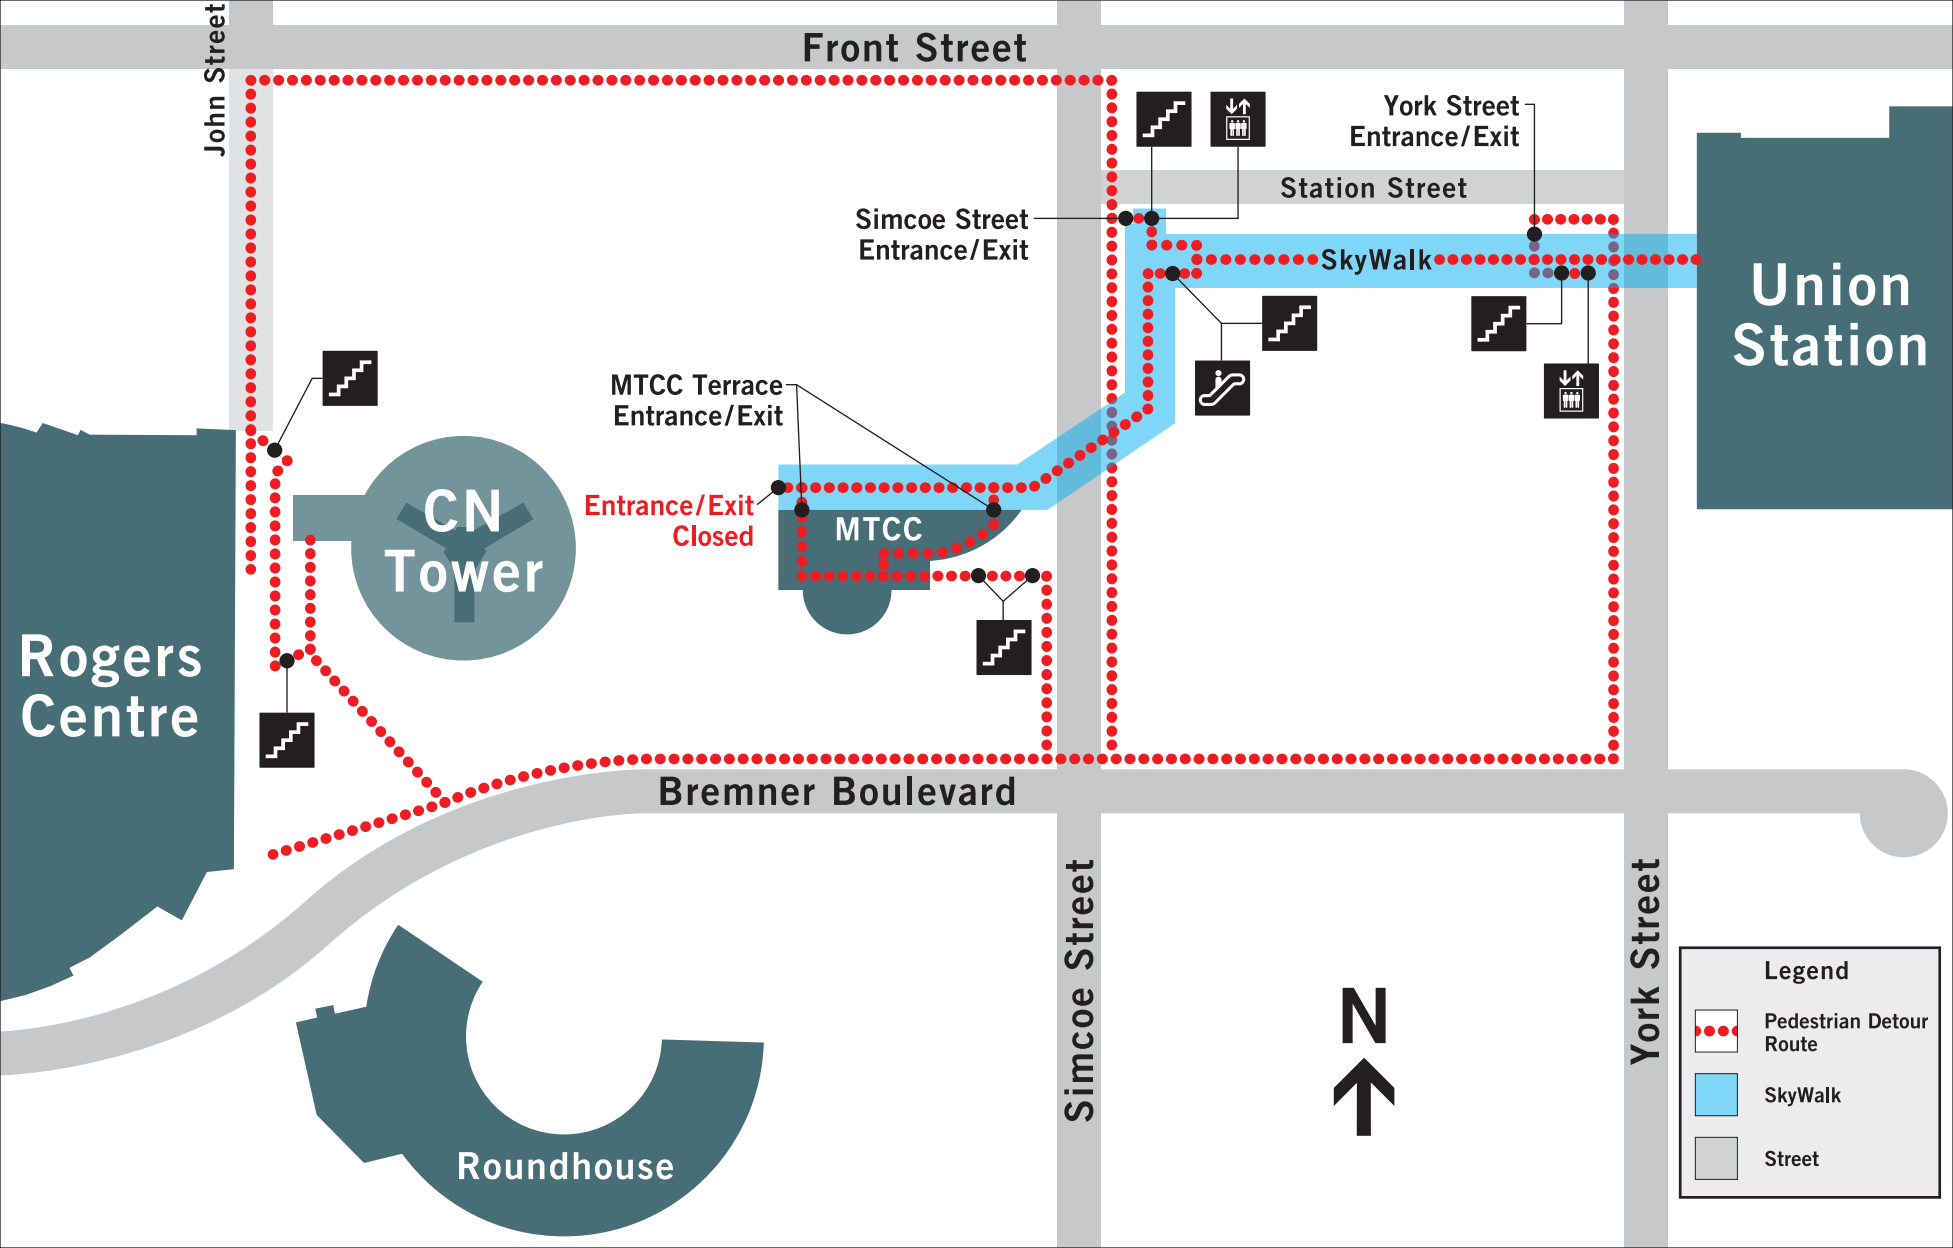 Front Street
John Street
York Street
Entrance/Exit
Station Street
Simcoe Street
Entrance/Exit
SkyWalk
Union
Station
MTCC Terrace
Entrance/Exit
Entrance/Exit
Closed
MTCC
CN
Tower
Rogers
Centre
Bremner Boulevard
Simcoe Street
York Street
N
Roundhouse
Legend
Pedestrian Detour
Route
SkyWalk
Street